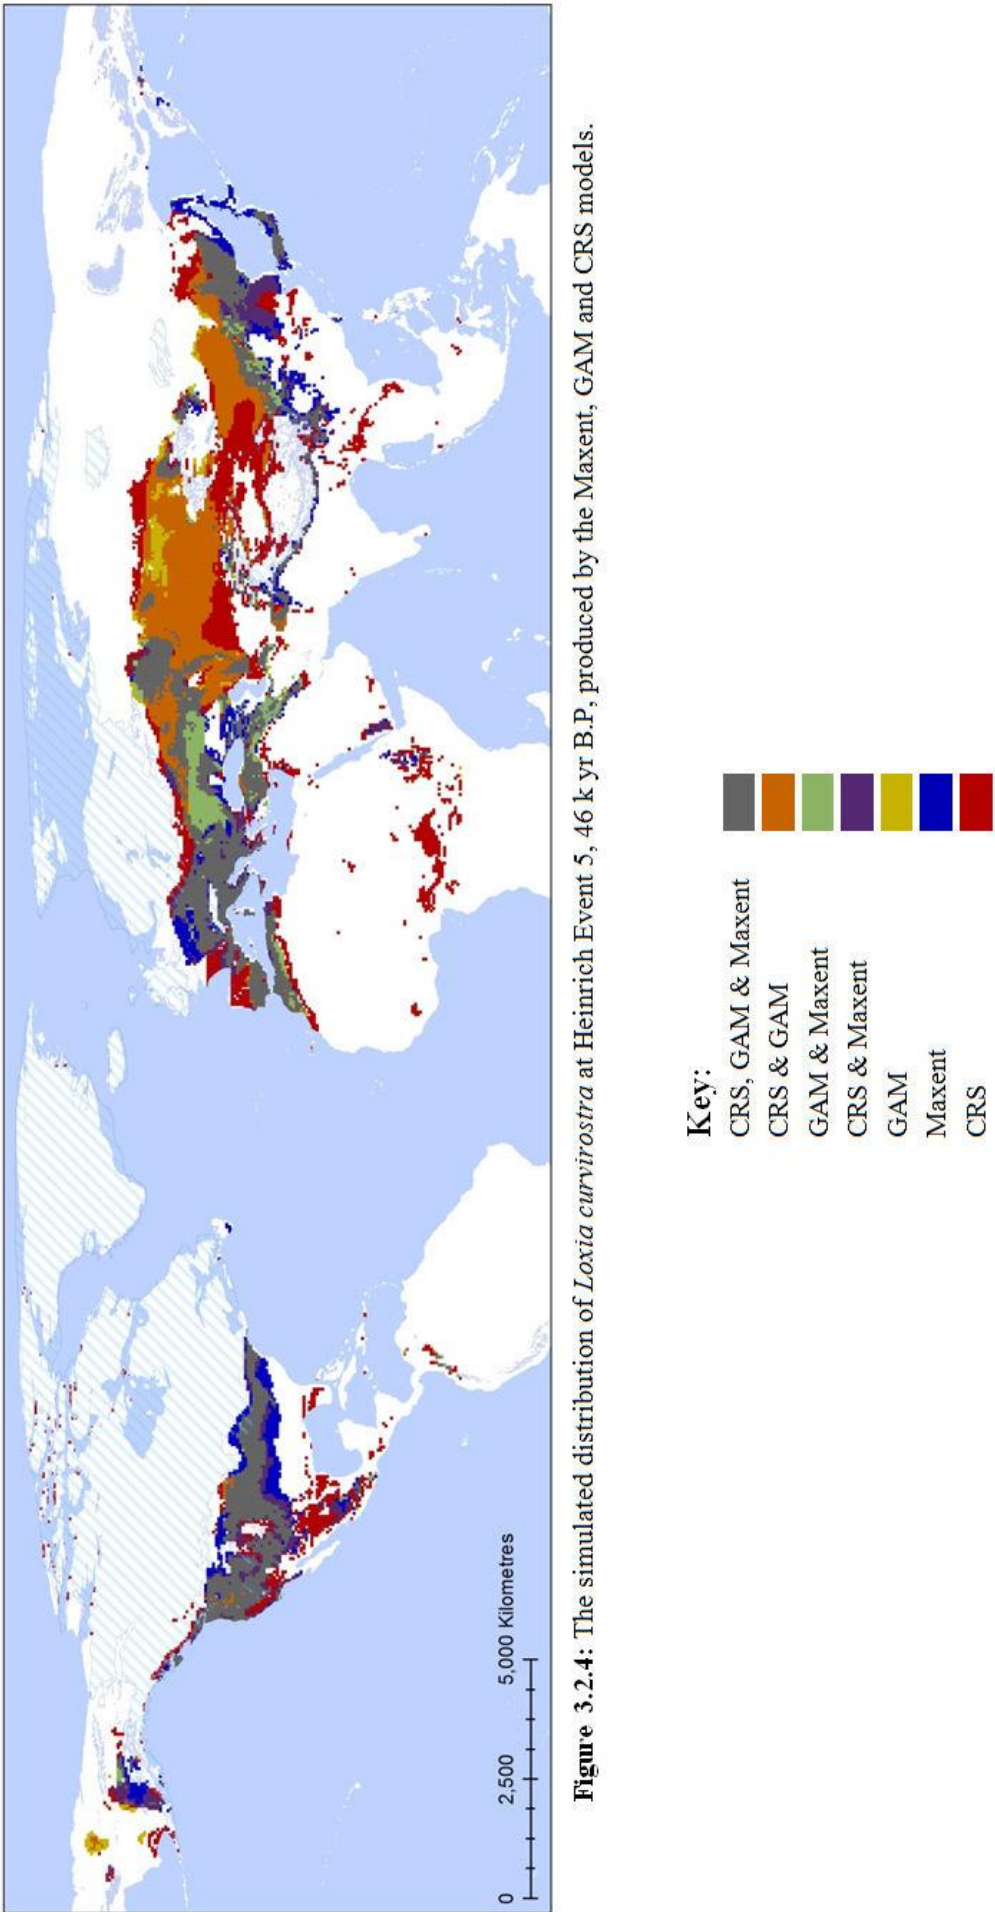 0 2,500 5,000 Kilometres
Figure 3.2.4: The simulated distribution of Loxia curvirostra at Heinrich Event 5, 46 k yr B.P, produced by the Maxent, GAM and CRS models.
Key:
CRS, GAM & Maxent
CRS & GAM
GAM & Maxent
CRS & Maxent
GAM
Maxent
CRS